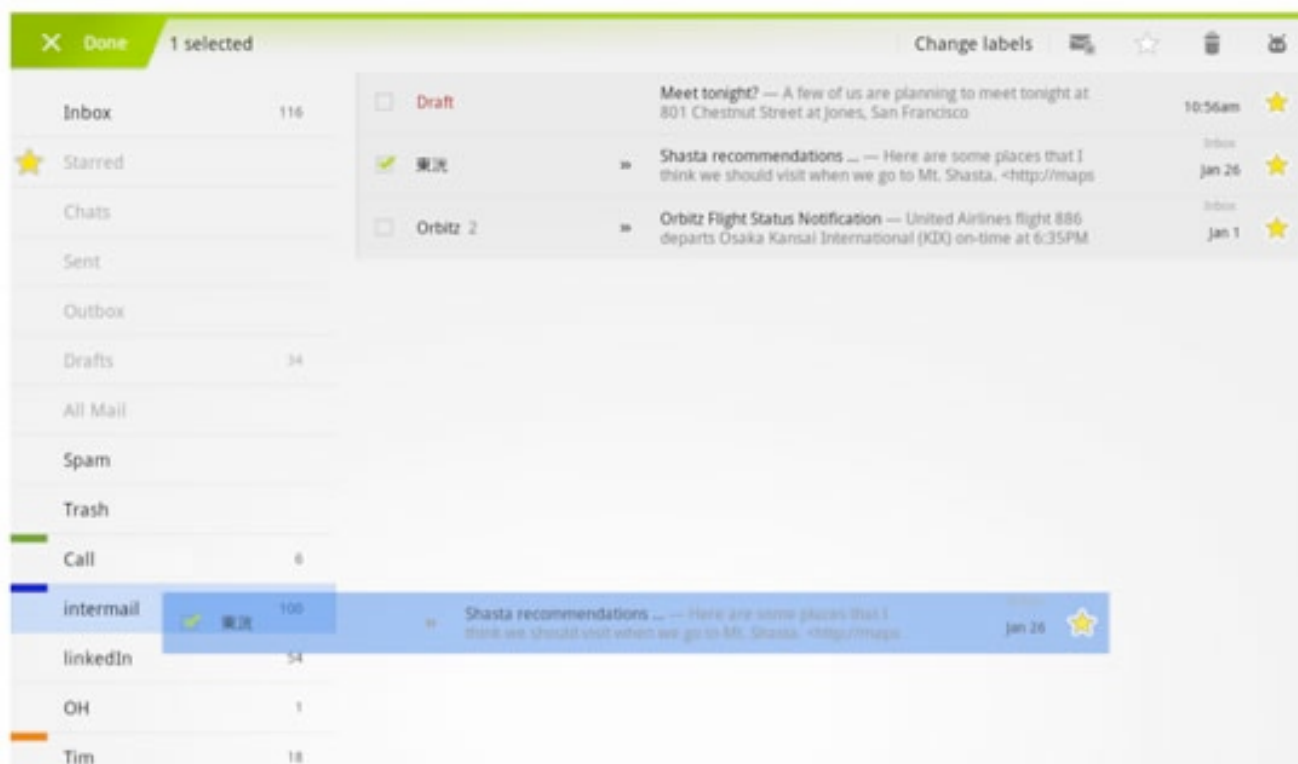 Done
1 selected
Change labels
Inbox 116
Starred
Chats
Sent
Outbox
Drafts 34
All Mail
Spam
Trash
Call 6
intermail 100
linkedIn 54
OH 1
Tim 18
Draft
Meet tonight? — A few of us are planning to meet tonight at
801 Chestnut Street at Jones, San Francisco
10:56am
東洸 »
Shasta recommendations ... — Here are some places that I
think we should visit when we go to Mt. Shasta. <http://maps
Inbox
Jan 26
Orbitz 2 »
Orbitz Flight Status Notification — United Airlines flight 886
departs Osaka Kansai International (KIX) on-time at 6:35PM
Inbox
Jan 1
東洸 »
Shasta recommendations ... — Here are some places that I
think we should visit when we go to Mt. Shasta. <http://maps
Jan 26